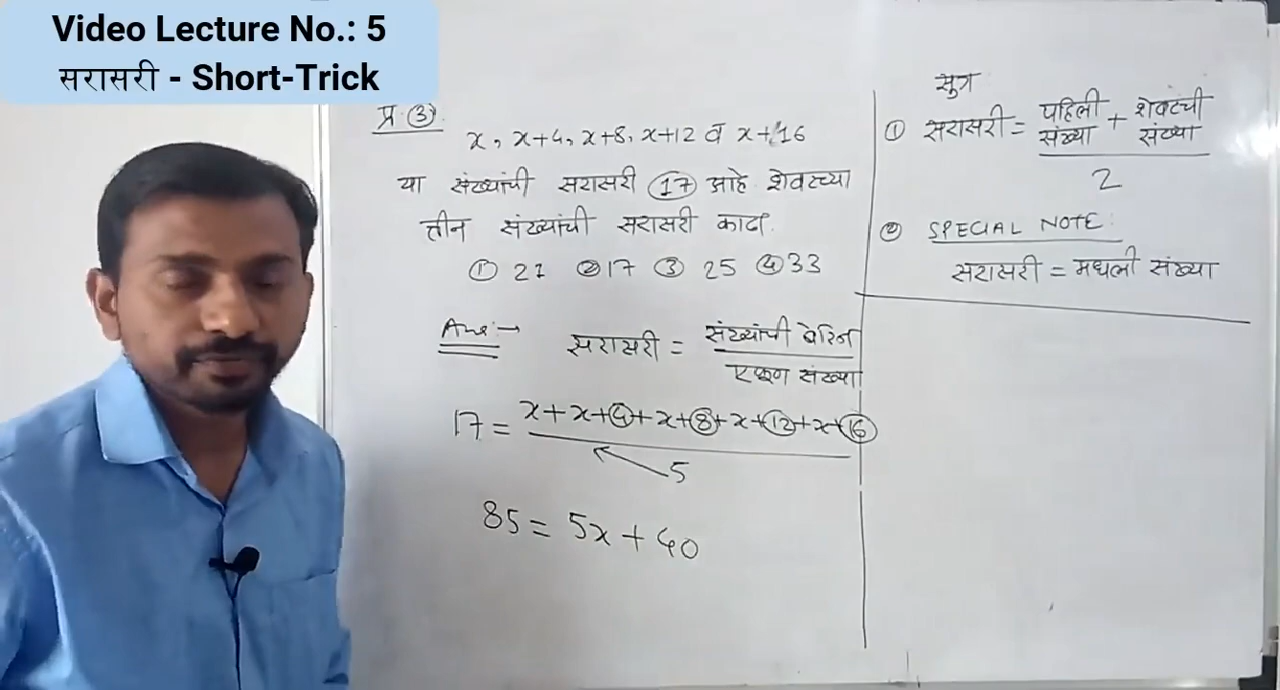 Video Lecture No.: 5
सरासरी - Short-Trick
प्र. ③
x, x+4, x+8, x+12 व x+16
या संख्यांची सरासरी 17 आहे शेवटच्या
तीन संख्यांची सरासरी काढा.
① 21 ② 17 ③ 25 ④ 33
Ans:→
सरासरी = संख्यांची बेरीज
एकूण संख्या
17 = x+x+4+x+8+x+12+x+16
5
85 = 5x + 40
सुत्र
① सरासरी = पहिली संख्या + शेवटची संख्या
2
② SPECIAL NOTE:
सरासरी = मधली संख्या